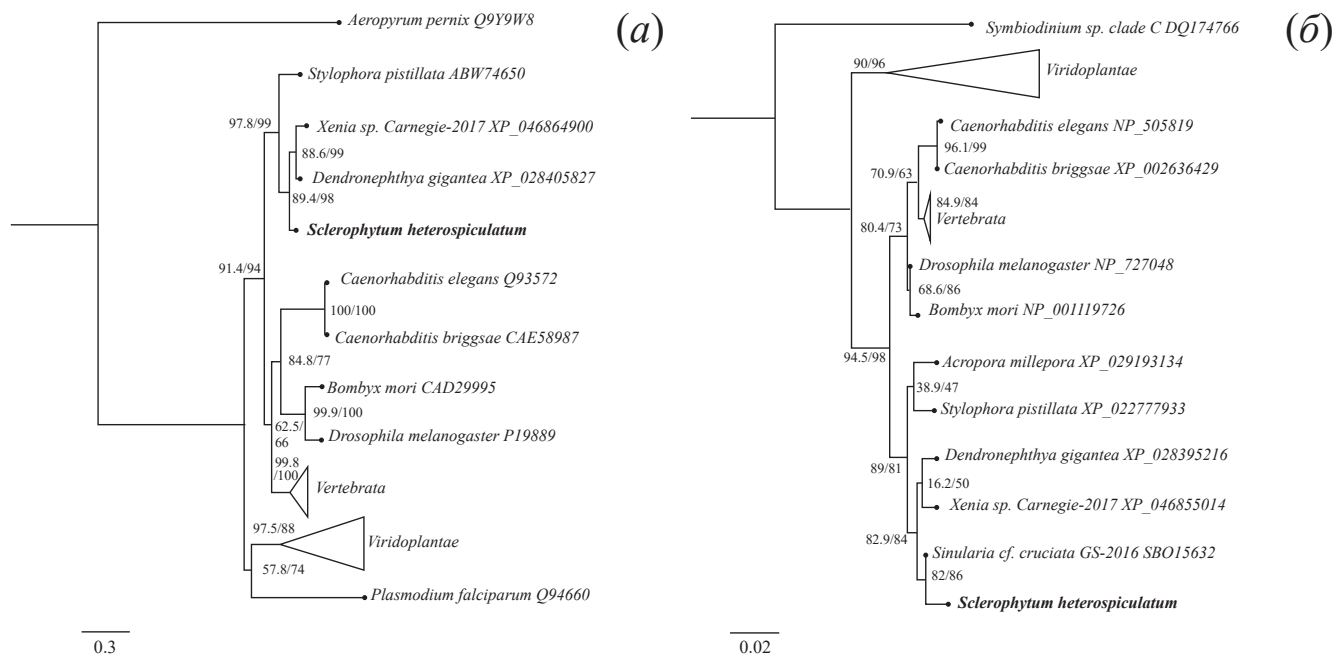 (а)
Aeropyrum pernix Q9Y9W8
Stylophora pistillata ABW74650
97.8/99
Xenia sp. Carnegie-2017 XP_046864900
88.6/99
Dendronephthya gigantea XP_028405827
89.4/98
Sclerophytum heterospiculatum
91.4/94
Caenorhabditis elegans Q93572
100/100
Caenorhabditis briggsae CAE58987
84.8/77
Bombyx mori CAD29995
99.9/100
62.5/
66
Drosophila melanogaster P19889
99.8
/100
Vertebrata
97.5/88
Viridoplantae
57.8/74
Plasmodium falciparum Q94660
0.3
(б)
Symbiodinium sp. clade C DQ174766
90/96
Viridoplantae
Caenorhabditis elegans NP_505819
96.1/99
Caenorhabditis briggsae XP_002636429
70.9/63
84.9/84
Vertebrata
80.4/73
Drosophila melanogaster NP_727048
68.6/86
Bombyx mori NP_001119726
94.5/98
Acropora millepora XP_029193134
38.9/47
Stylophora pistillata XP_022777933
89/81
Dendronephthya gigantea XP_028395216
16.2/50
Xenia sp. Carnegie-2017 XP_046855014
82.9/84
Sinularia cf. cruciata GS-2016 SBO15632
82/86
Sclerophytum heterospiculatum
0.02